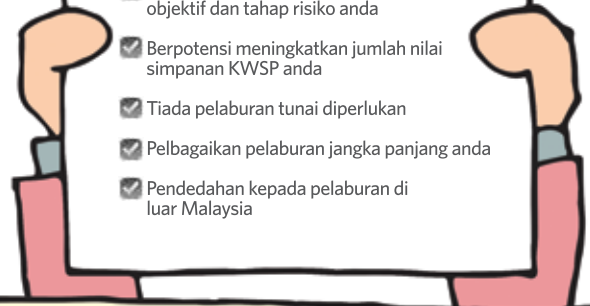 objektif dan tahap risiko anda
Berpotensi meningkatkan jumlah nilai
simpanan KWSP anda
Tiada pelaburan tunai diperlukan
Pelbagaikan pelaburan jangka panjang anda
Pendedahan kepada pelaburan di
luar Malaysia